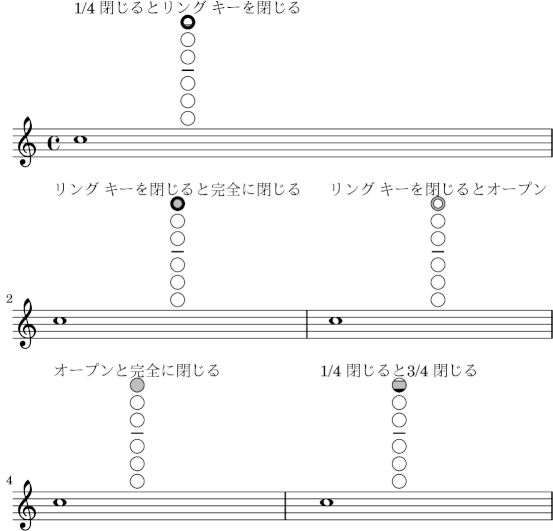 1/4 閉じるとリング キーを閉じる
リング キーを閉じると完全に閉じる リング キーを閉じるとオープン
2
オープンと完全に閉じる 1/4 閉じると3/4 閉じる
4